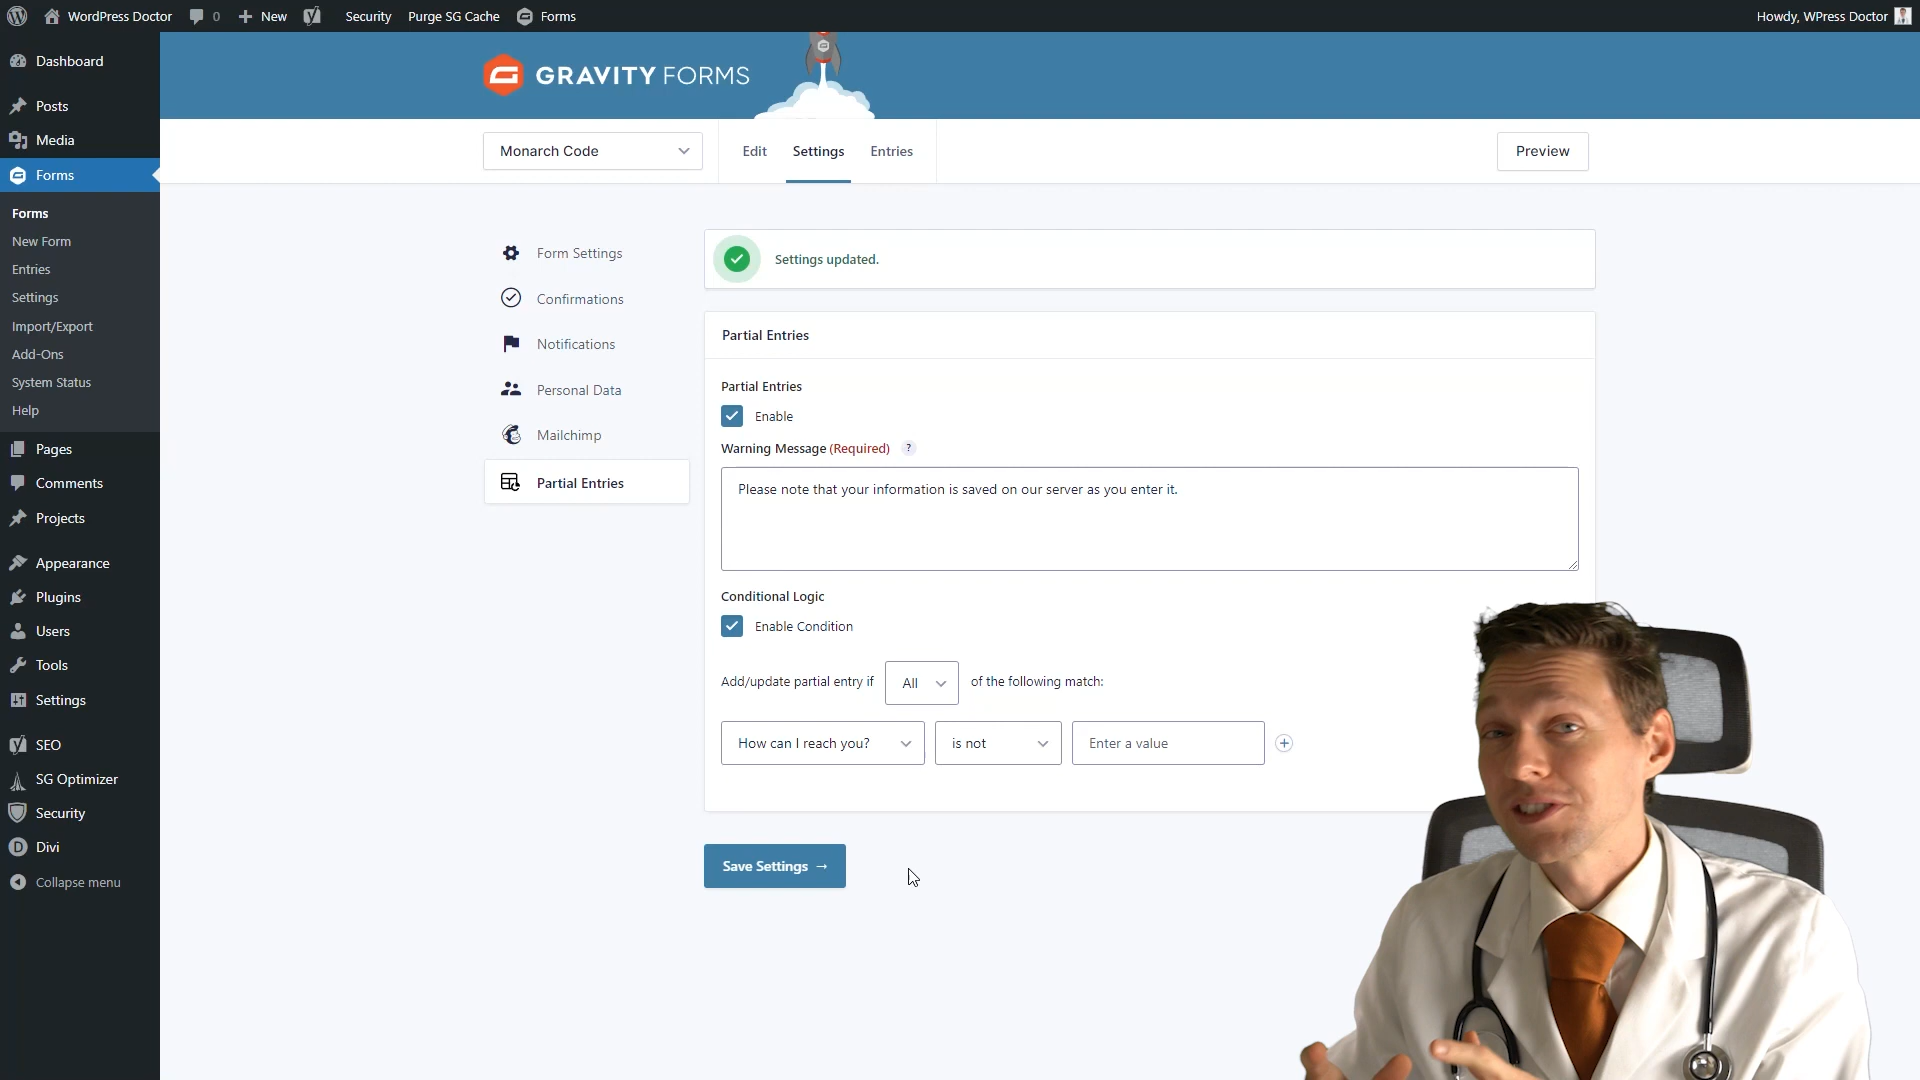 WordPress Doctor
0
New
Security
Purge SG Cache
Forms
Howdy, WPress Doctor
Dashboard
Posts
Media
Forms
Forms
New Form
Entries
Settings
Import/Export
Add-Ons
System Status
Help
Pages
Comments
Projects
Appearance
Plugins
Users
Tools
Settings
SEO
SG Optimizer
Security
Divi
Collapse menu
GRAVITY FORMS
Monarch Code
Edit
Settings
Entries
Preview
Form Settings
Confirmations
Notifications
Personal Data
Mailchimp
Partial Entries
Settings updated.
Partial Entries
Partial Entries
Enable
Warning Message (Required) ?
Please note that your information is saved on our server as you enter it.
Conditional Logic
Enable Condition
Add/update partial entry if All of the following match:
How can I reach you? is not Enter a value
Save Settings →